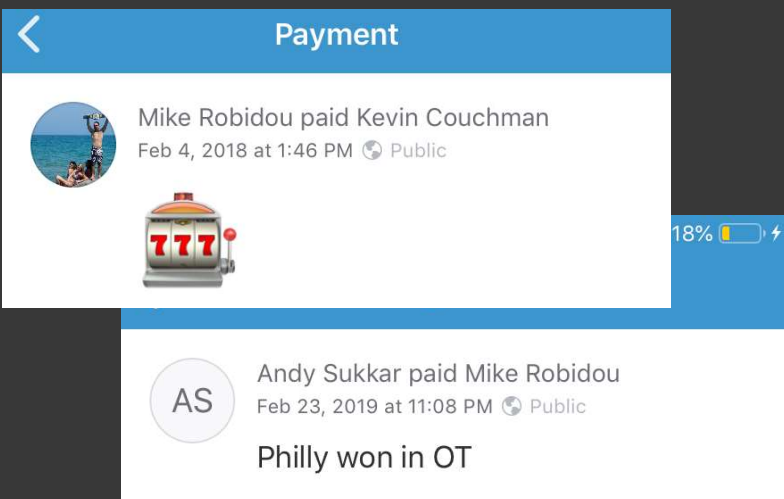 Payment
Mike Robidou paid Kevin Couchman
Feb 4, 2018 at 1:46 PM Public
777
18%
AS
Andy Sukkar paid Mike Robidou
Feb 23, 2019 at 11:08 PM Public
Philly won in OT